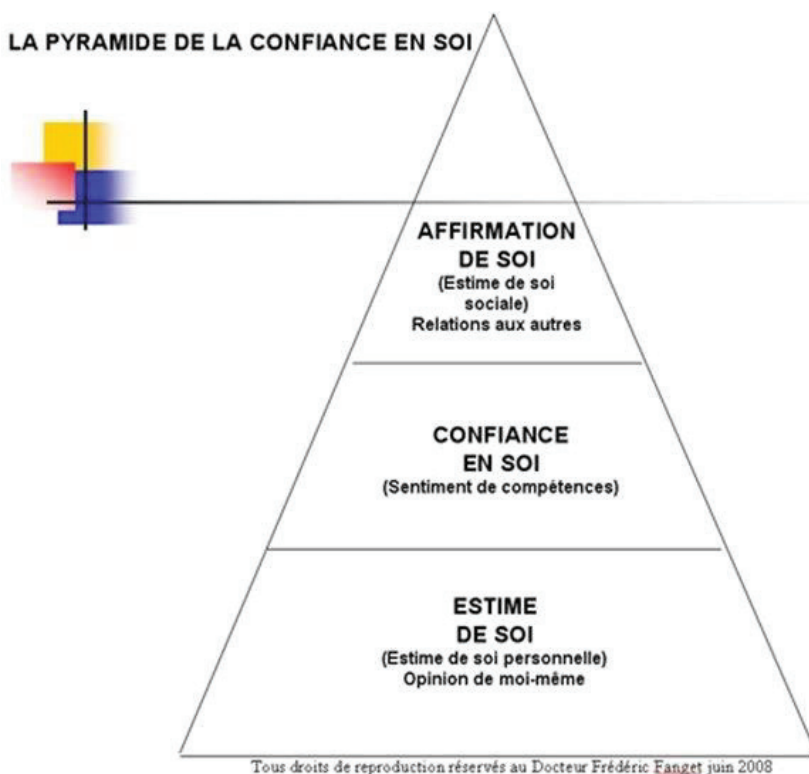 LA PYRAMIDE DE LA CONFIANCE EN SOI
AFFIRMATION
DE SOI
(Estime de soi
sociale)
Relations aux autres
CONFIANCE
EN SOI
(Sentiment de compétences)
ESTIME
DE SOI
(Estime de soi personnelle)
Opinion de moi-même
Tous droits de reproduction réservés au Docteur Frédéric Fanget juin 2008